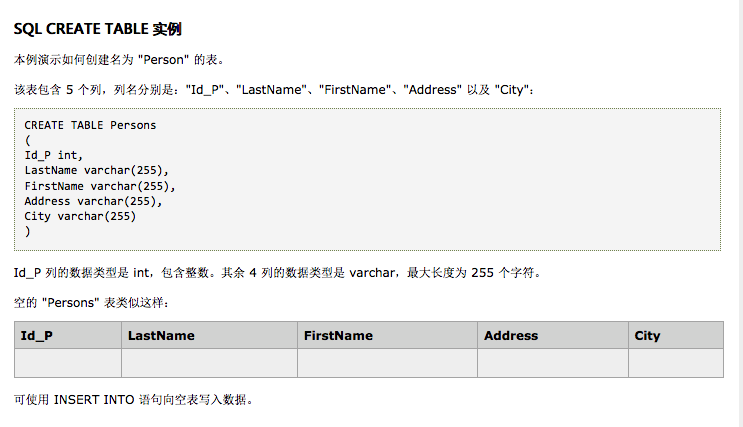 SQL CREATE TABLE 实例
本例演示如何创建名为 "Person" 的表。
该表包含 5 个列，列名分别是："Id_P"、"LastName"、"FirstName"、"Address" 以及 "City"：
CREATE TABLE Persons
(
Id_P int,
LastName varchar(255),
FirstName varchar(255),
Address varchar(255),
City varchar(255)
)
Id_P 列的数据类型是 int，包含整数。其余 4 列的数据类型是 varchar，最大长度为 255 个字符。
空的 "Persons" 表类似这样：
Id_P LastName FirstName Address City
可使用 INSERT INTO 语句向空表写入数据。